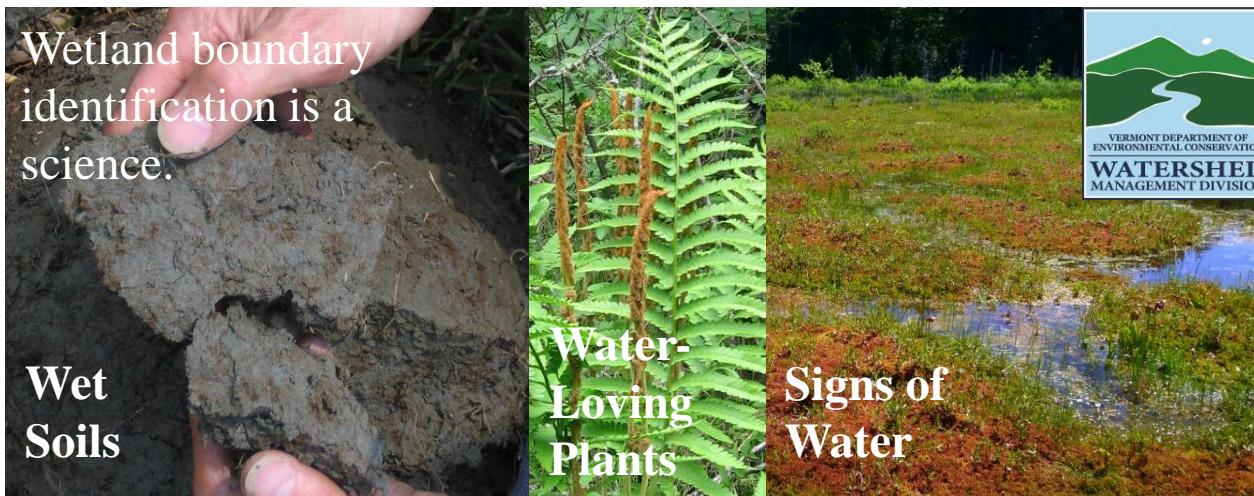 Wetland boundary
identification is a
science.
Wet
Soils
Water-
Loving
Plants
Signs of
Water
VERMONT DEPARTMENT OF
ENVIRONMENTAL CONSERVATION
WATERSHED
MANAGEMENT DIVISION